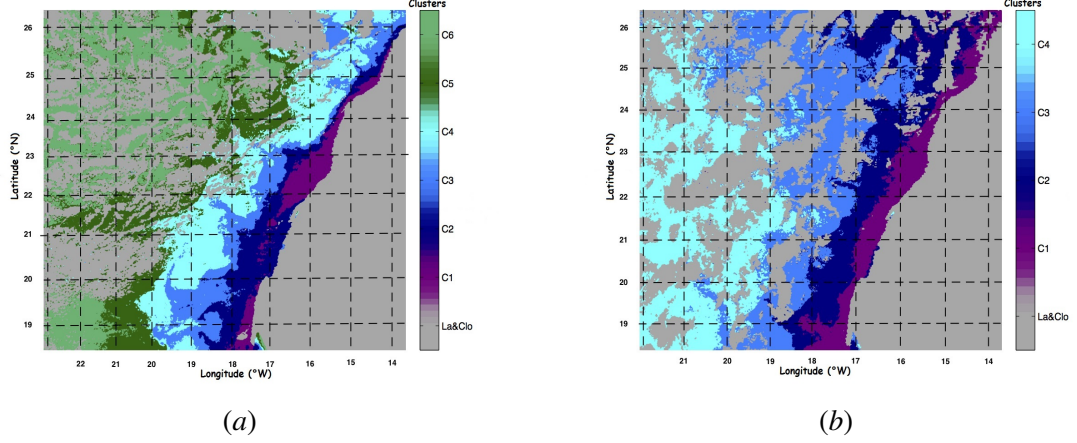 Clusters
C6
C5
C4
C3
C2
C1
La&Clo
Latitude (°N)
26
25
24
23
22
21
20
19
22 21 20 19 18 17 16 15 14
Longitude (°W)
(a)
Clusters
C4
C3
C2
C1
La&Clo
Latitude (°N)
26
25
24
23
22
21
20
19
21 20 19 18 17 16 15 14
Longitude (°W)
(b)